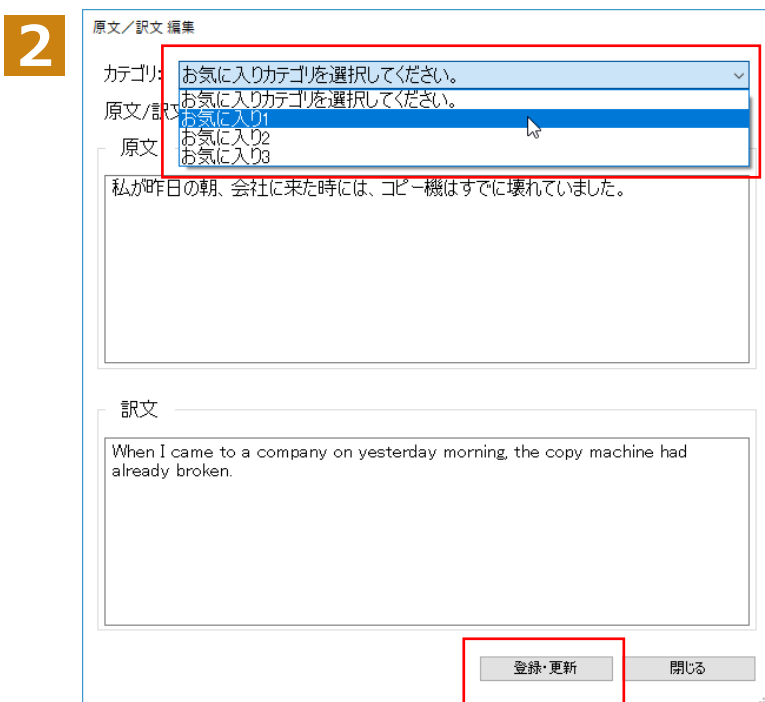 2
原文／訳文 編集
カテゴリ: お気に入りカテゴリを選択してください。
お気に入りカテゴリを選択してください。
原文/訳文
お気に入り1
お気に入り2
原文
お気に入り3
私が昨日の朝、会社に来た時には、コピー機はすでに壊れていました。
訳文
When I came to a company on yesterday morning, the copy machine had
already broken.
登録・更新 閉じる